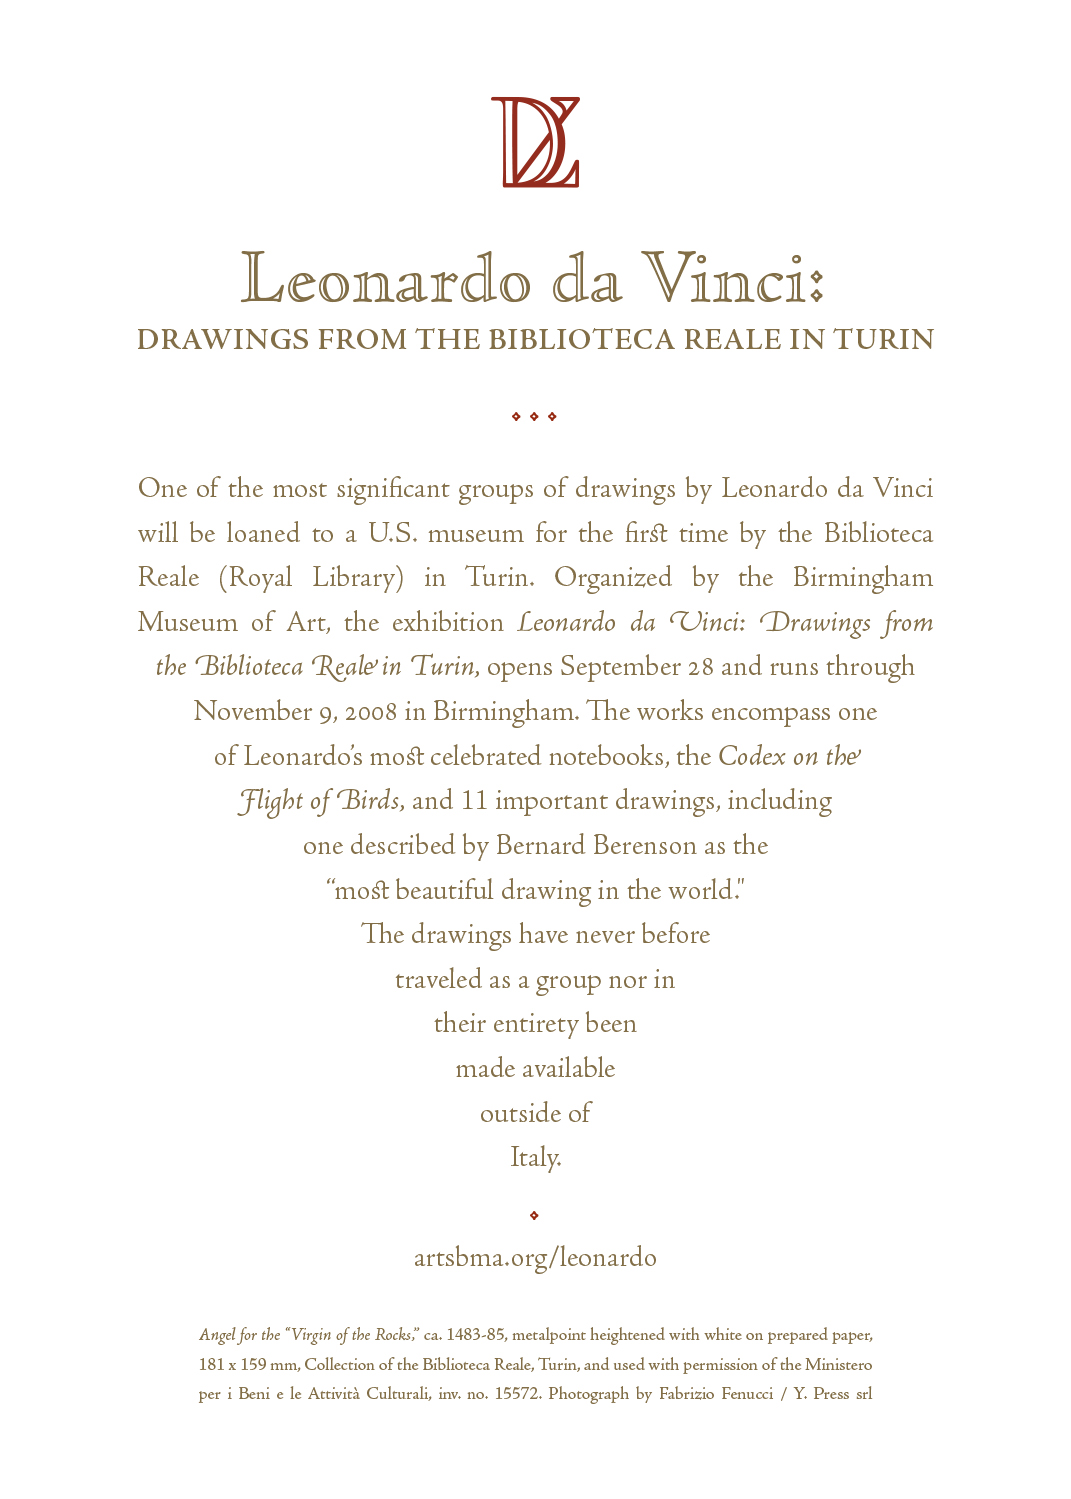 Leonardo da Vinci:
DRAWINGS FROM THE BIBLIOTECA REALE IN TURIN
One of the most significant groups of drawings by Leonardo da Vinci
will be loaned to a U.S. museum for the first time by the Biblioteca
Reale (Royal Library) in Turin. Organized by the Birmingham
Museum of Art, the exhibition Leonardo da Vinci: Drawings from
the Biblioteca Reale in Turin, opens September 28 and runs through
November 9, 2008 in Birmingham. The works encompass one
of Leonardo’s most celebrated notebooks, the Codex on the
Flight of Birds, and 11 important drawings, including
one described by Bernard Berenson as the
“most beautiful drawing in the world."
The drawings have never before
traveled as a group nor in
their entirety been
made available
outside of
Italy.
artsbma.org/leonardo
Angel for the “Virgin of the Rocks,” ca. 1483-85, metalpoint heightened with white on prepared paper,
181 x 159 mm, Collection of the Biblioteca Reale, Turin, and used with permission of the Ministero
per i Beni e le Attività Culturali, inv. no. 15572. Photograph by Fabrizio Fenucci / Y. Press srl